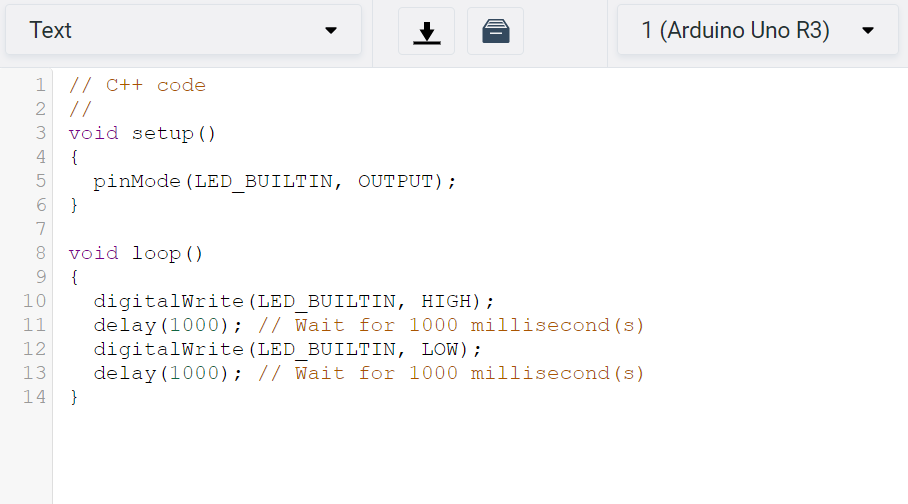 Text
1 (Arduino Uno R3)
1 // C++ code
2 //
3 void setup()
4 {
5   pinMode(LED_BUILTIN, OUTPUT);
6 }
7
8 void loop()
9 {
10   digitalWrite(LED_BUILTIN, HIGH);
11   delay(1000); // Wait for 1000 millisecond(s)
12   digitalWrite(LED_BUILTIN, LOW);
13   delay(1000); // Wait for 1000 millisecond(s)
14 }